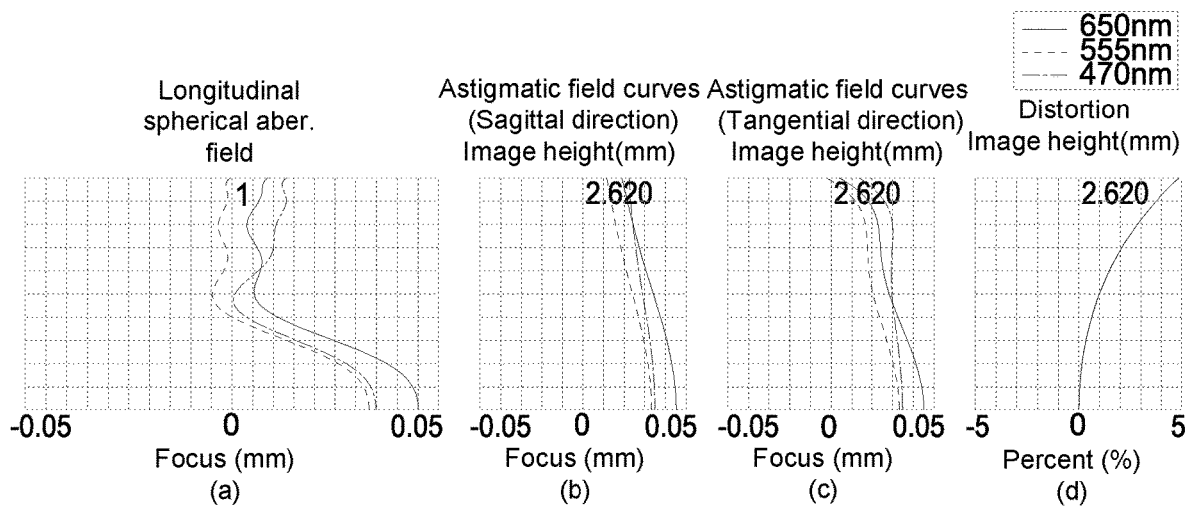 650nm
555nm
470nm
Longitudinal
spherical aber.
field
Astigmatic field curves
(Sagittal direction)
Image height(mm)
Astigmatic field curves
(Tangential direction)
Image height(mm)
Distortion
Image height(mm)
1
2.620
2.620
2.620
-0.05 0 0.05
Focus (mm)
(a)
-0.05 0 0.05
Focus (mm)
(b)
-0.05 0 0.05
Focus (mm)
(c)
-5 0 5
Percent (%)
(d)